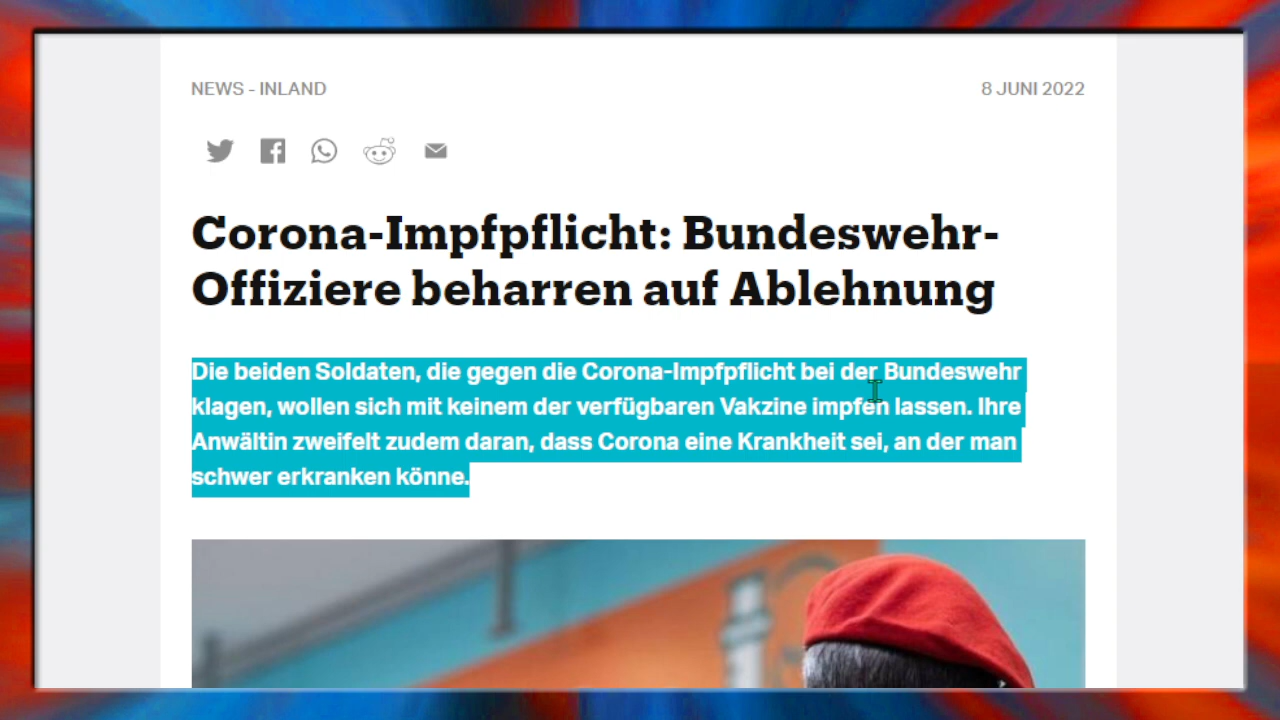 NEWS - INLAND
8 JUNI 2022
Corona-Impfpflicht: Bundeswehr-
Offiziere beharren auf Ablehnung
Die beiden Soldaten, die gegen die Corona-Impfpflicht bei der Bundeswehr
klagen, wollen sich mit keinem der verfügbaren Vakzine impfen lassen. Ihre
Anwältin zweifelt zudem daran, dass Corona eine Krankheit sei, an der man
schwer erkranken könne.